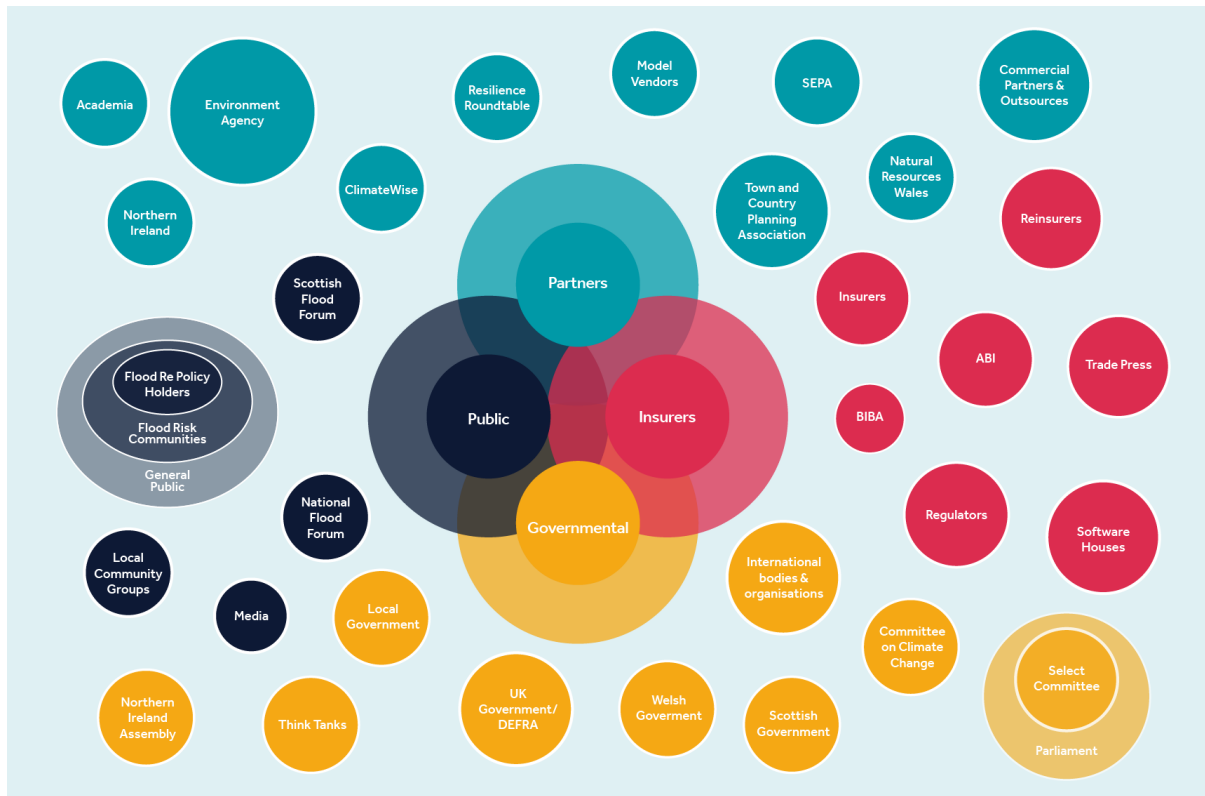 Academia
Environment
Agency
Resilience
Roundtable
Model
Vendors
SEPA
Commercial
Partners &
Outsources
ClimateWise
Northern
Ireland
Town and
Country
Planning
Association
Natural
Resources
Wales
Reinsurers
Scottish
Flood
Forum
Partners
Insurers
ABI
Trade Press
Flood Re Policy
Holders
Flood Risk
Communities
General
Public
Public
Insurers
BIBA
Governmental
National
Flood
Forum
Regulators
Software
Houses
Local
Community
Groups
Media
Local
Government
International
bodies &
organisations
Committee
on Climate
Change
Select
Committee
Parliament
Northern
Ireland
Assembly
Think Tanks
UK
Government/
DEFRA
Welsh
Goverment
Scottish
Government